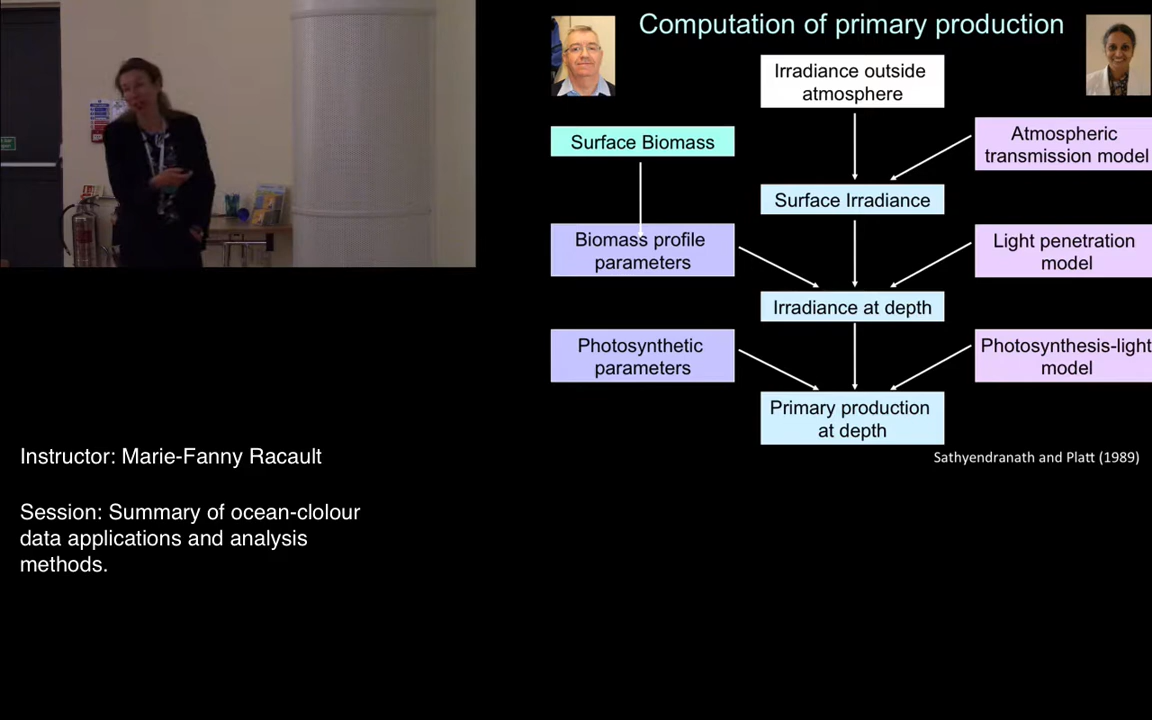 Computation of primary production
Irradiance outside
atmosphere
Surface Biomass
Atmospheric
transmission model
Surface Irradiance
Biomass profile
parameters
Light penetration
model
Irradiance at depth
Photosynthetic
parameters
Photosynthesis-light
model
Primary production
at depth
Sathyendranath and Platt (1989)
Instructor: Marie-Fanny Racault
Session: Summary of ocean-clolour
data applications and analysis
methods.